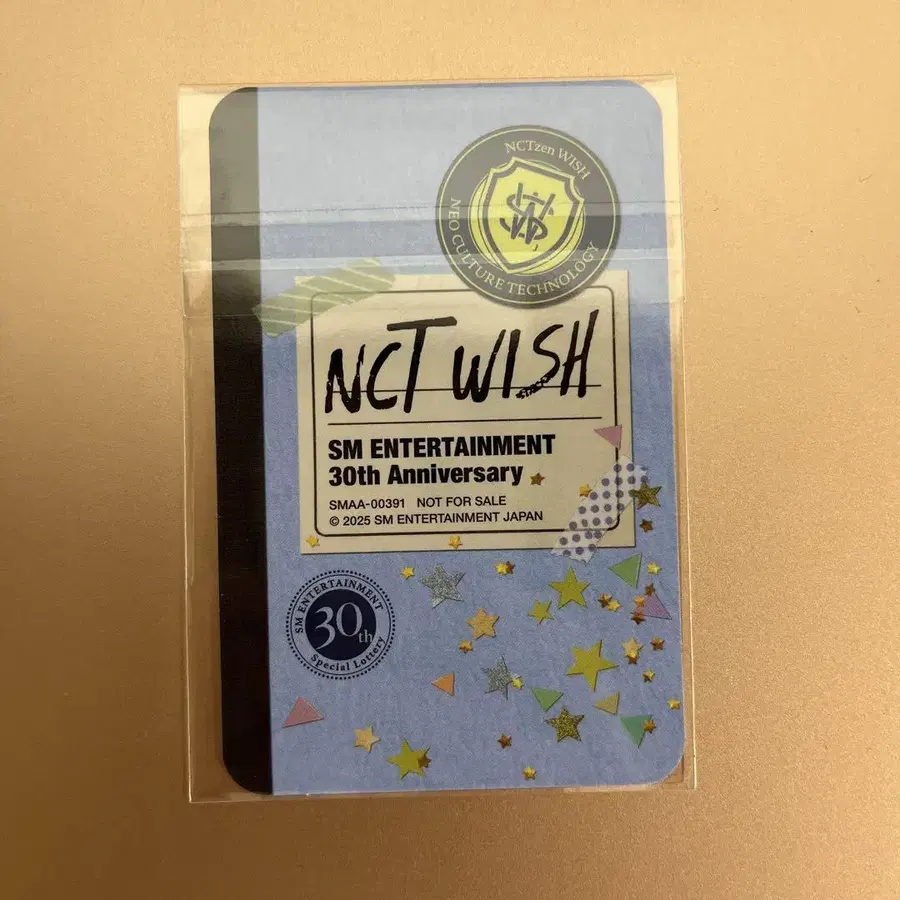 NCTzen WISH
NEO CULTURE TECHNOLOGY
NCT WISH
SM ENTERTAINMENT
30th Anniversary
SMAA-00391 NOT FOR SALE
© 2025 SM ENTERTAINMENT JAPAN
SM ENTERTAINMENT
30th
Special Lottery